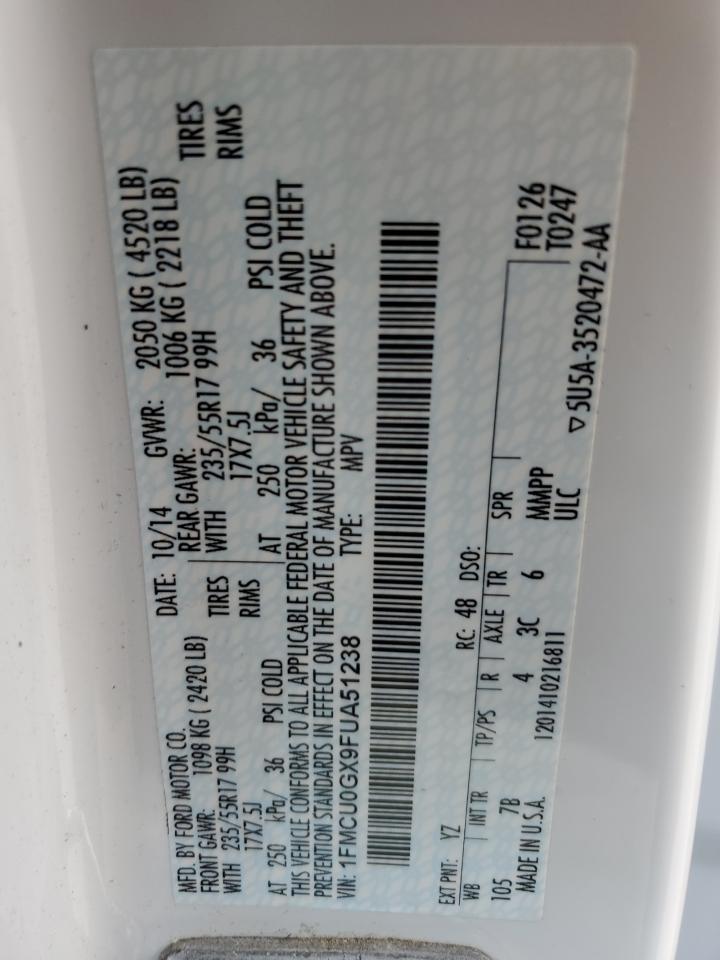 MFD. BY FORD MOTOR CO.
DATE: 10/14 GVWR: 2050 KG ( 4520 LB)
FRONT GAWR: 1098 KG ( 2420 LB) REAR GAWR: 1006 KG ( 2218 LB)
WITH 235/55R17 99H TIRES WITH 235/55R17 99H TIRES
17X7.5J RIMS 17X7.5J RIMS
AT 250 kPa/ 36 PSI COLD AT 250 kPa/ 36 PSI COLD
THIS VEHICLE CONFORMS TO ALL APPLICABLE FEDERAL MOTOR VEHICLE SAFETY AND THEFT
PREVENTION STANDARDS IN EFFECT ON THE DATE OF MANUFACTURE SHOWN ABOVE.
VIN: 1FMCU0GX9FUA51238 TYPE: MPV
EXT PNT: YZ RC: 48 DSO:
WB INT TR TP/PS R AXLE TR SPR F0126
105 7B 4 3C 6 MMPP T0247
MADE IN U.S.A. 1201410216811 ULC ▽5U5A-3520472-AA